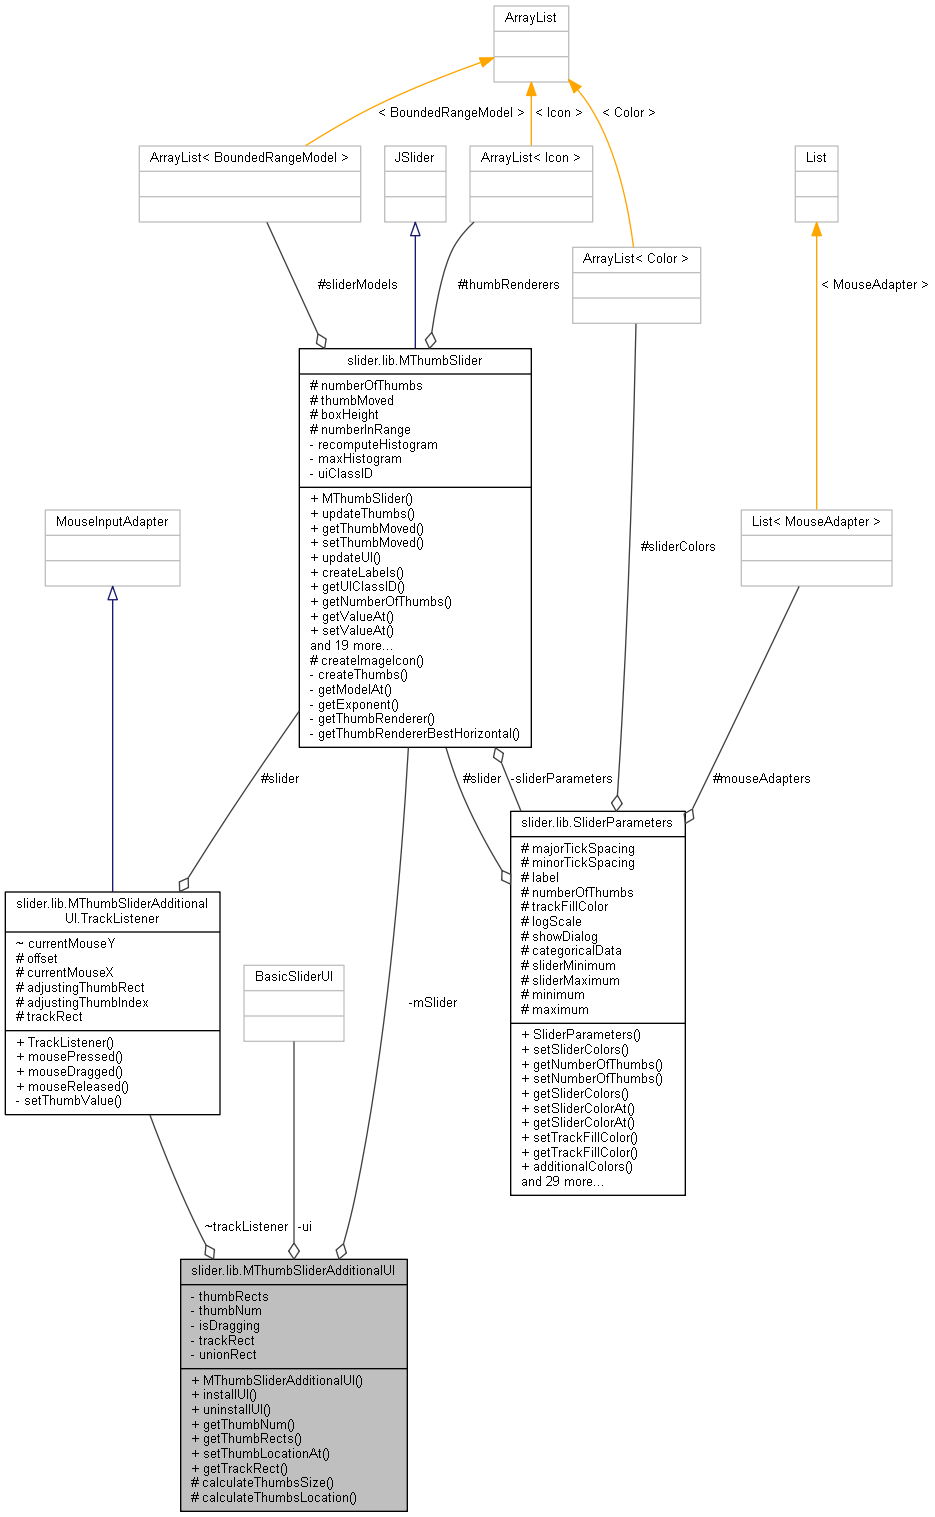 ArrayList
< BoundedRangeModel >
< Icon >
< Color >
ArrayList< BoundedRangeModel >
JSlider
ArrayList< Icon >
List
ArrayList< Color >
#sliderModels
#thumbRenderers
< MouseAdapter >
slider.lib.MThumbSlider
# numberOfThumbs
# thumbMoved
# boxHeight
# numberInRange
- recomputeHistogram
- maxHistogram
- uiClassID
+ MThumbSlider()
+ updateThumbs()
+ getThumbMoved()
+ setThumbMoved()
+ updateUI()
+ createLabels()
+ getUIClassID()
+ getNumberOfThumbs()
+ getValueAt()
+ setValueAt()
and 19 more...
# createImageIcon()
- createThumbs()
- getModelAt()
- getExponent()
- getThumbRenderer()
- getThumbRendererBestHorizontal()
MouseInputAdapter
List< MouseAdapter >
#sliderColors
#slider
#slider
-sliderParameters
#mouseAdapters
slider.lib.SliderParameters
# majorTickSpacing
# minorTickSpacing
# label
# numberOfThumbs
# trackFillColor
# logScale
# showDialog
# categoricalData
# sliderMinimum
# sliderMaximum
# minimum
# maximum
+ SliderParameters()
+ setSliderColors()
+ getNumberOfThumbs()
+ setNumberOfThumbs()
+ getSliderColors()
+ setSliderColorAt()
+ getSliderColorAt()
+ setTrackFillColor()
+ getTrackFillColor()
+ additionalColors()
and 29 more...
slider.lib.MThumbSliderAdditional
UI.TrackListener
~ currentMouseY
# offset
# currentMouseX
# adjustingThumbRect
# adjustingThumbIndex
# trackRect
+ TrackListener()
+ mousePressed()
+ mouseDragged()
+ mouseReleased()
- setThumbValue()
BasicSliderUI
-mSlider
~trackListener
-ui
slider.lib.MThumbSliderAdditionalUI
- thumbRects
- thumbNum
- isDragging
- trackRect
- unionRect
+ MThumbSliderAdditionalUI()
+ installUI()
+ uninstallUI()
+ getThumbNum()
+ getThumbRects()
+ setThumbLocationAt()
+ getTrackRect()
# calculateThumbsSize()
# calculateThumbsLocation()